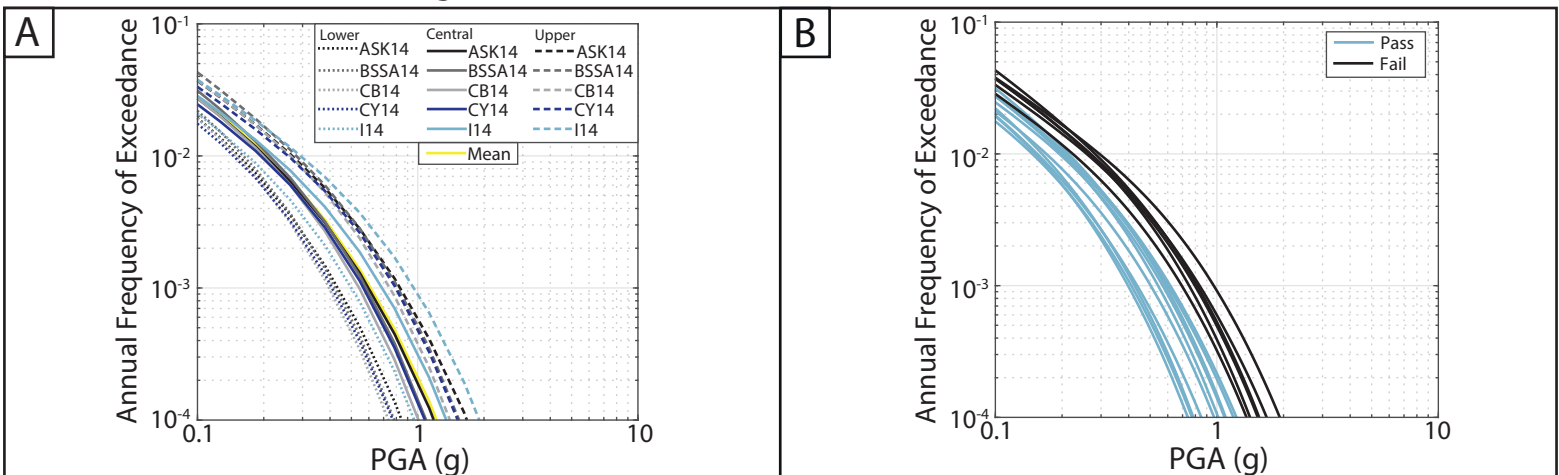 A
Annual Frequency of Exceedance
10-1
10-2
10-3
10-4
0.1
1
10
PGA (g)
Lower
ASK14
BSSA14
CB14
CY14
I14
Central
ASK14
BSSA14
CB14
CY14
I14
Upper
ASK14
BSSA14
CB14
CY14
I14
Mean
B
Annual Frequency of Exceedance
10-1
10-2
10-3
10-4
0.1
1
10
PGA (g)
Pass
Fail